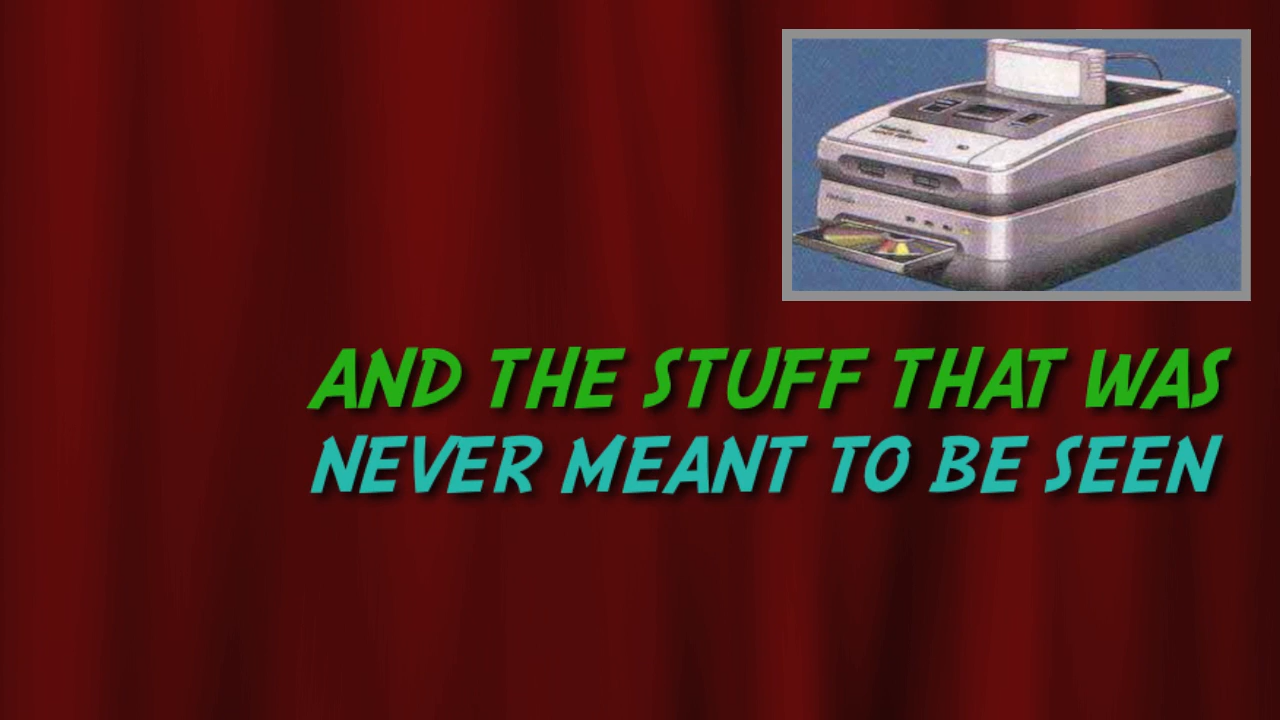 AND THE STUFF THAT WAS
NEVER MEANT TO BE SEEN